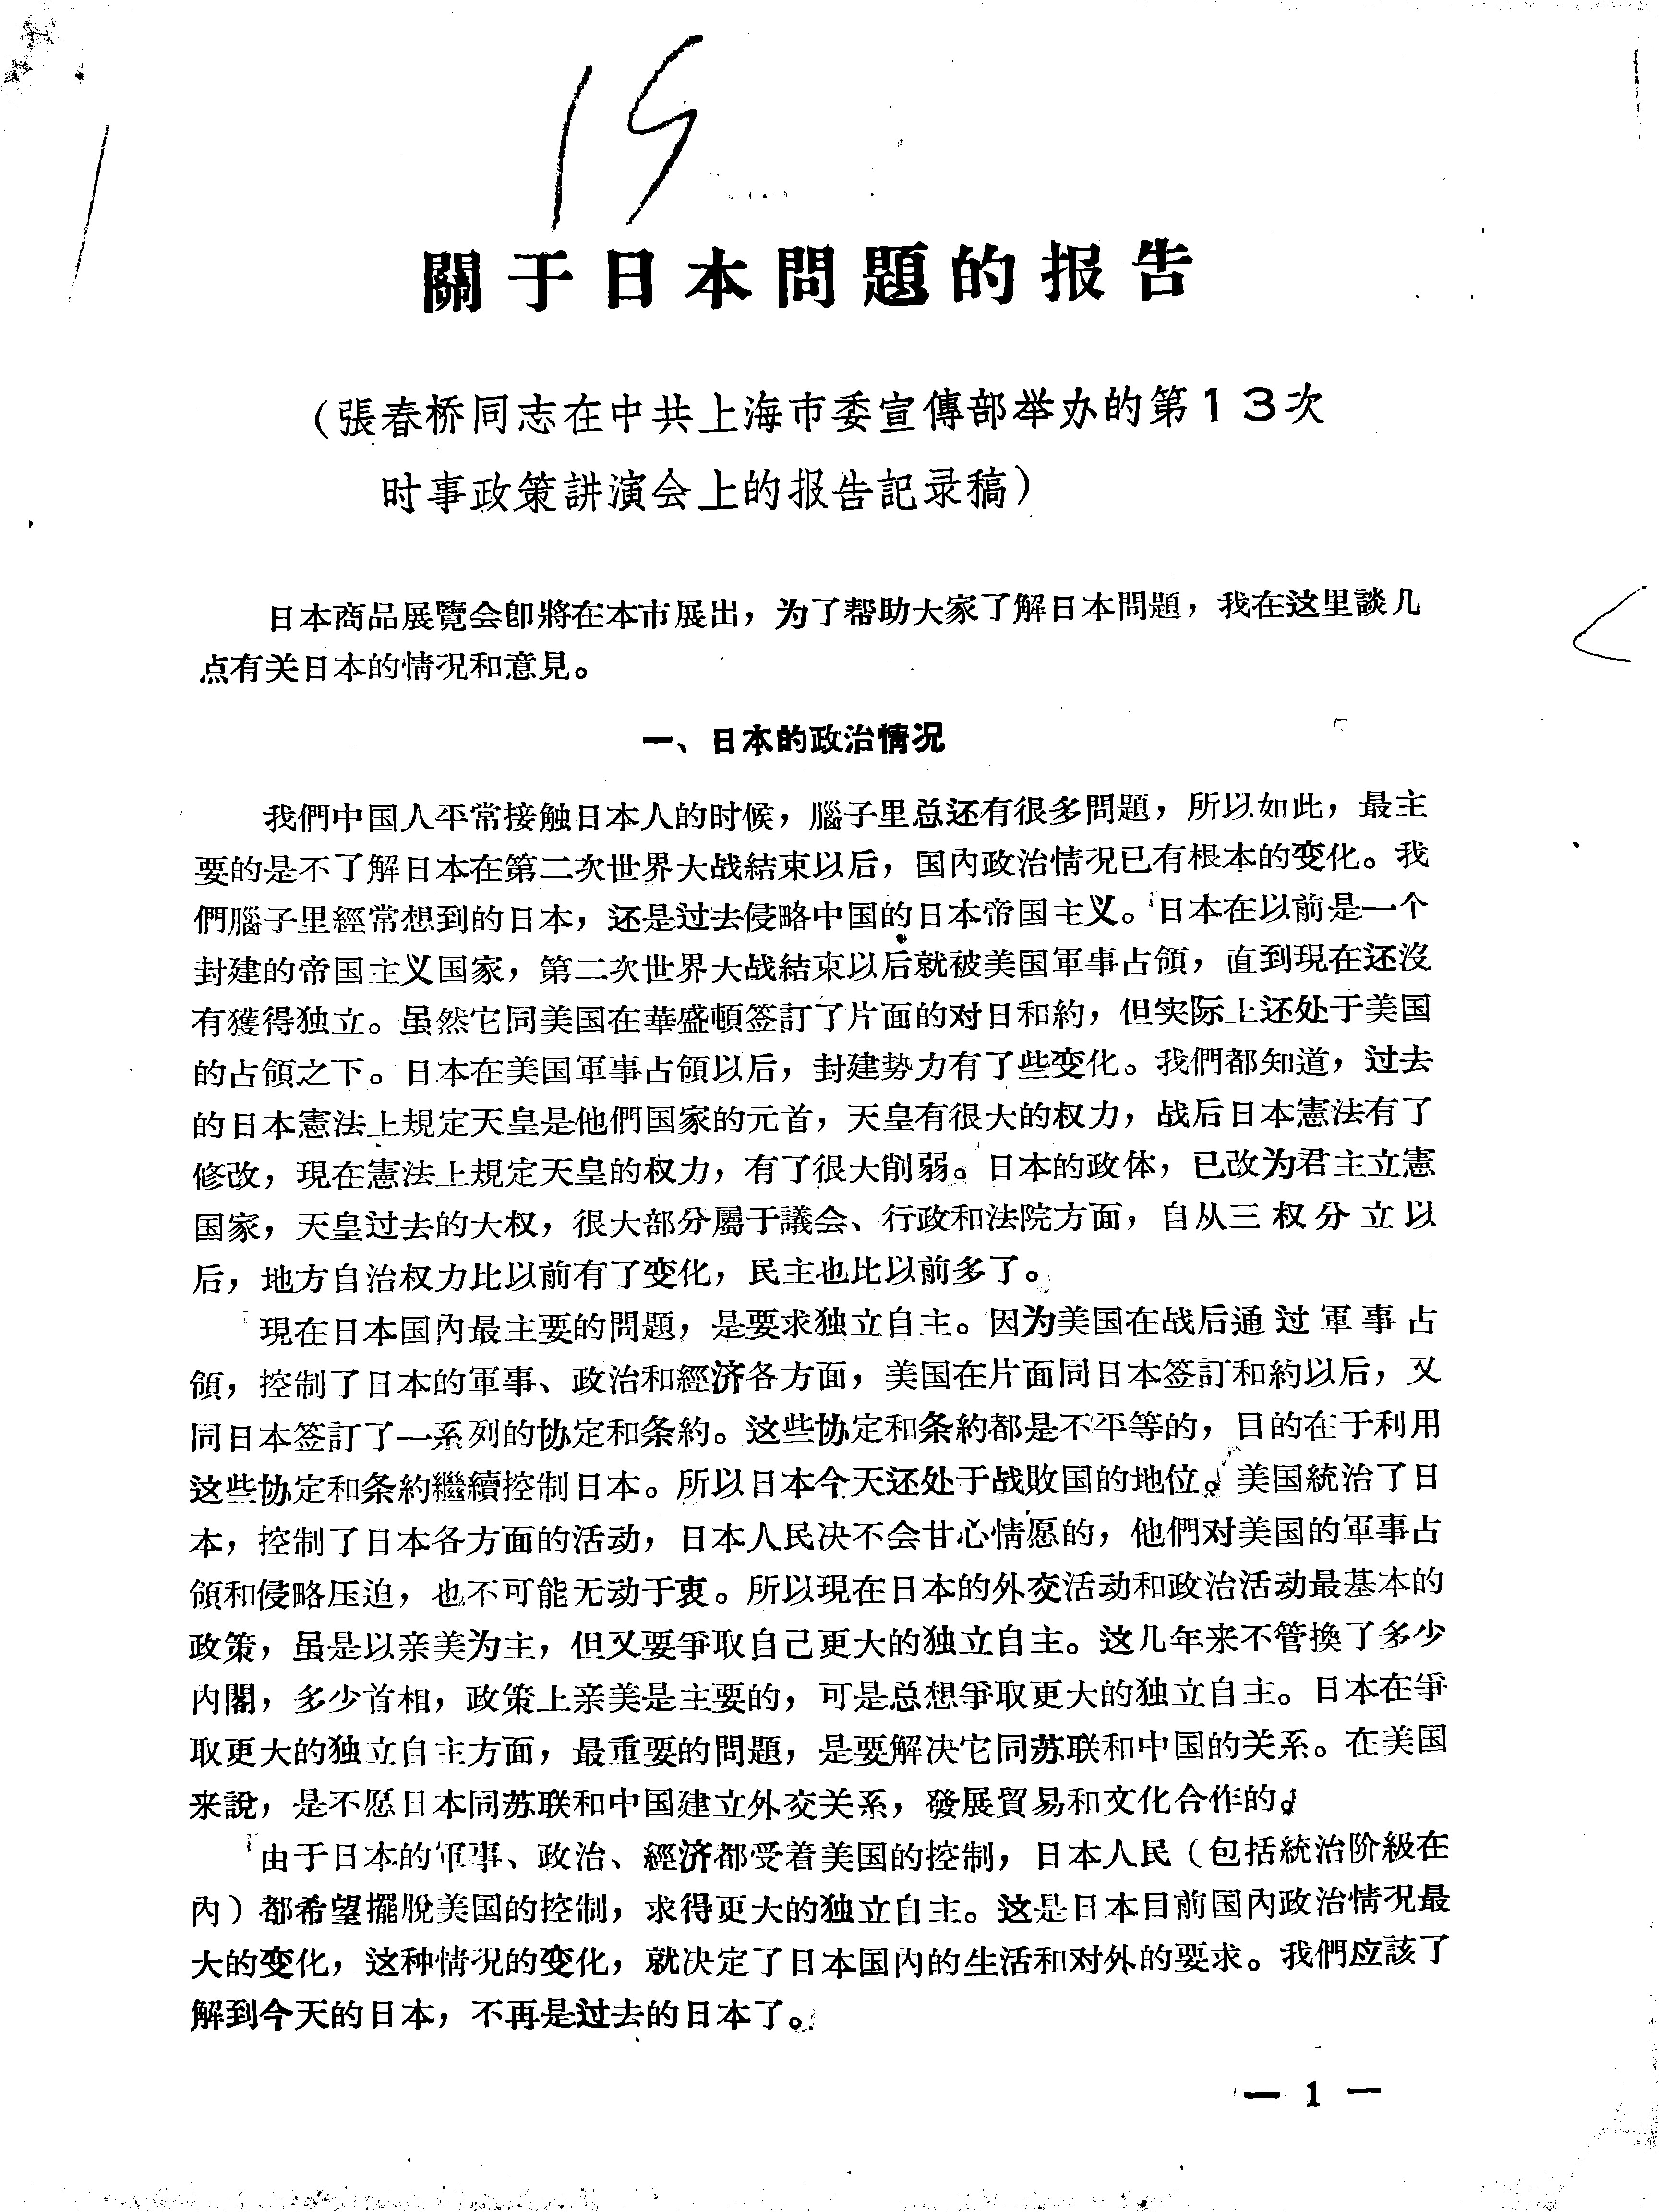 15
關于日本問題的报告
（張春桥同志在中共上海市委宣傳部举办的第13次
时事政策講演会上的报告記录稿）
日本商品展覽会卽將在本市展出，为了帮助大家了解日本問題，我在这里談几
点有关日本的情况和意見。
一、日本的政治情况
我們中国人平常接触日本人的时候，腦子里总还有很多問題，所以如此，最主
要的是不了解日本在第二次世界大战結束以后，国內政治情况已有根本的变化。我
們腦子里經常想到的日本，还是过去侵略中国的日本帝国主义。日本在以前是一个
封建的帝国主义国家，第二次世界大战結束以后就被美国軍事占領，直到現在还沒
有獲得独立。虽然它同美国在華盛頓签訂了片面的对日和約，但实际上还处于美国
的占領之下。日本在美国軍事占領以后，封建势力有了些变化。我們都知道，过去
的日本憲法上規定天皇是他們国家的元首，天皇有很大的权力，战后日本憲法有了
修改，現在憲法上規定天皇的权力，有了很大削弱。日本的政体，已改为君主立憲
国家，天皇过去的大权，很大部分屬于議会、行政和法院方面，自从三权分立以
后，地方自治权力比以前有了变化，民主也比以前多了。
現在日本国內最主要的問題，是要求独立自主。因为美国在战后通过軍事占
領，控制了日本的軍事、政治和經济各方面，美国在片面同日本签訂和約以后，又
同日本签訂了一系列的协定和条約。这些协定和条約都是不平等的，目的在于利用
这些协定和条約繼續控制日本。所以日本今天还处于战敗国的地位。美国統治了日
本，控制了日本各方面的活动，日本人民决不会甘心情愿的，他們对美国的軍事占
領和侵略压迫，也不可能无动于衷。所以現在日本的外交活动和政治活动最基本的
政策，虽是以亲美为主，但又要爭取自己更大的独立自主。这几年来不管換了多少
內閣，多少首相，政策上亲美是主要的，可是总想爭取更大的独立自主。日本在爭
取更大的独立自主方面，最重要的問題，是要解决它同苏联和中国的关系。在美国
来說，是不愿日本同苏联和中国建立外交关系，發展貿易和文化合作的。
由于日本的軍事、政治、經济都受着美国的控制，日本人民（包括統治阶級在
內）都希望擺脫美国的控制，求得更大的独立自主。这是日本目前国內政治情况最
大的变化，这种情况的变化，就决定了日本国內的生活和对外的要求。我們应該了
解到今天的日本，不再是过去的日本了。
— 1 —